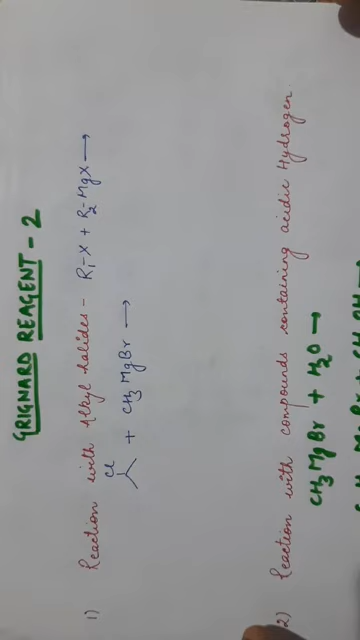 GRIGNARD REAGENT - 2
1) Reaction with Alkyl halides - R₁-X + R₂-MgX ⟶
Cl
+ CH₃MgBr ⟶
2) Reaction with compounds containing acidic Hydrogen
CH₃MgBr + H₂O ⟶